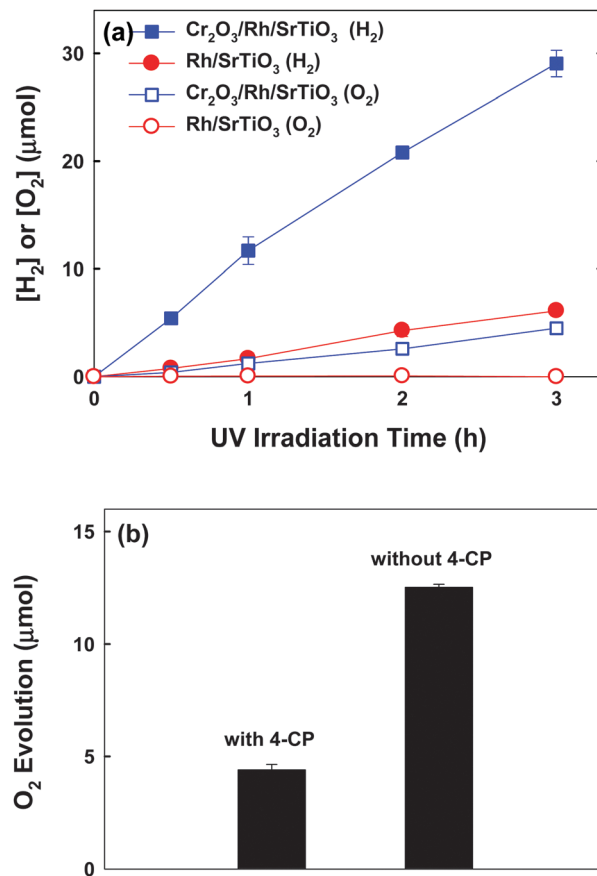 (a)
Cr₂O₃/Rh/SrTiO₃ (H₂)
Rh/SrTiO₃ (H₂)
Cr₂O₃/Rh/SrTiO₃ (O₂)
Rh/SrTiO₃ (O₂)
[H₂] or [O₂] (μmol)
30
20
10
0
0 1 2 3
UV Irradiation Time (h)
(b)
O₂ Evolution (μmol)
15
10
5
0
without 4-CP
with 4-CP